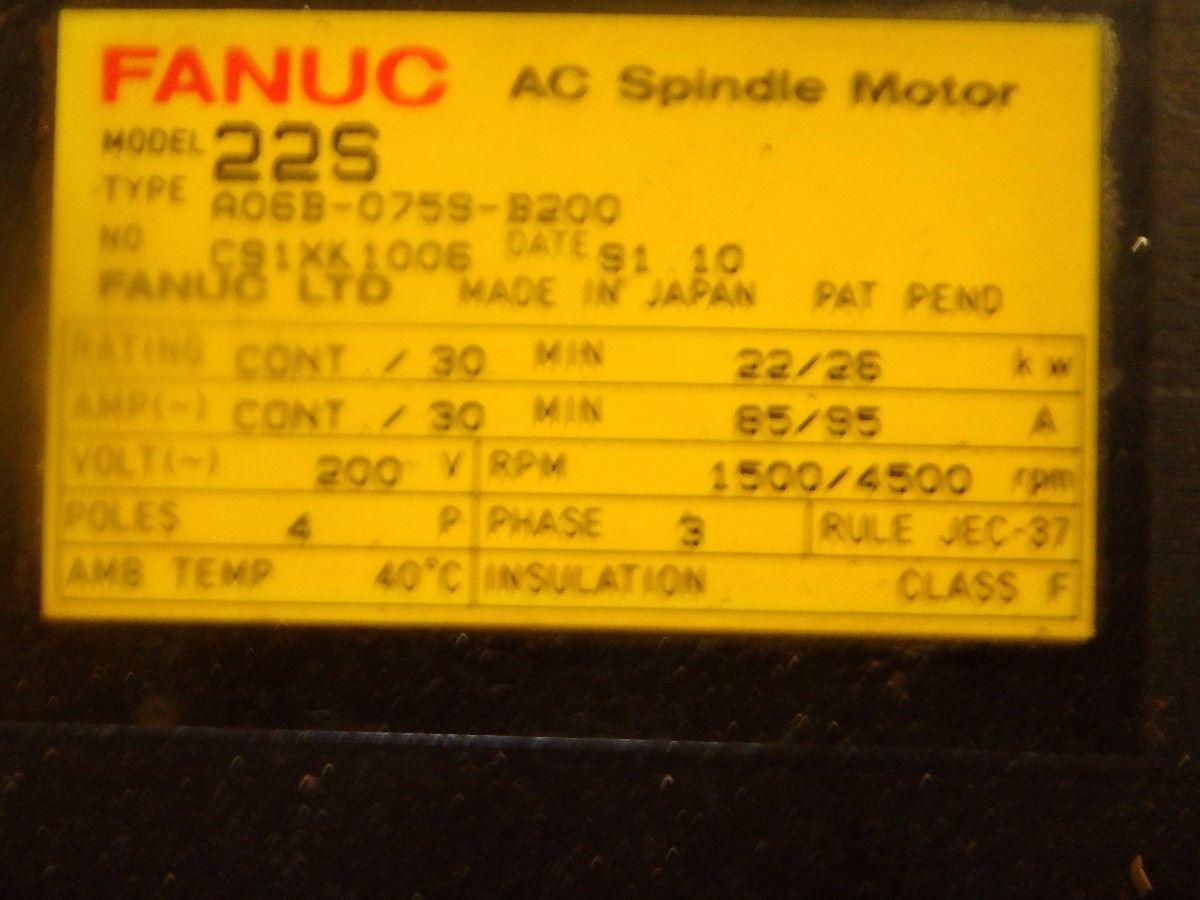 FANUC AC Spindle Motor
MODEL 22S
TYPE A06B-0759-B200
NO C91XK1006 DATE 91.10
FANUC LTD MADE IN JAPAN PAT PEND
RATING CONT / 30 MIN 22/26 kw
AMP(~) CONT / 30 MIN 85/95 A
VOLT(~) 200 V RPM 1500/4500 rpm
POLES 4 P PHASE 3 RULE JEC-37
AMB TEMP 40°C INSULATION CLASS F